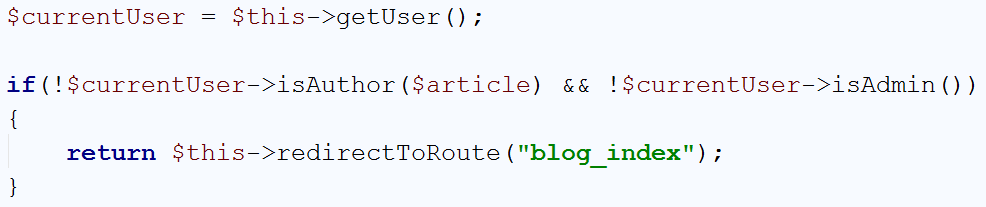 $currentUser = $this->getUser();
if(!$currentUser->isAuthor($article) && !$currentUser->isAdmin())
{
return $this->redirectToRoute("blog_index");
}